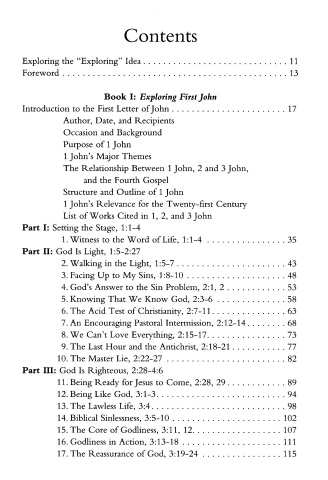 Contents
Exploring the “Exploring” Idea . . . . . . . . . . . . . . . . . . . . . . . . . . . 11
Foreword . . . . . . . . . . . . . . . . . . . . . . . . . . . . . . . . . . . . . . . . . . 13
Book I: Exploring First John
Introduction to the First Letter of John . . . . . . . . . . . . . . . . . . . . . 17
Author, Date, and Recipients
Occasion and Background
Purpose of 1 John
1 John’s Major Themes
The Relationship Between 1 John, 2 and 3 John,
and the Fourth Gospel
Structure and Outline of 1 John
1 John’s Relevance for the Twenty-first Century
List of Works Cited in 1, 2, and 3 John
Part I: Setting the Stage, 1:1-4
1. Witness to the Word of Life, 1:1-4 . . . . . . . . . . . . . . . 35
Part II: God Is Light, 1:5-2:27
2. Walking in the Light, 1:5-7 . . . . . . . . . . . . . . . . . . . . 43
3. Facing Up to My Sins, 1:8-10 . . . . . . . . . . . . . . . . . . 48
4. God’s Answer to the Sin Problem, 2:1, 2 . . . . . . . . . . . 53
5. Knowing That We Know God, 2:3-6 . . . . . . . . . . . . . 58
6. The Acid Test of Christianity, 2:7-11 . . . . . . . . . . . . . 63
7. An Encouraging Pastoral Intermission, 2:12-14 . . . . . . . 68
8. We Can’t Love Everything, 2:15-17. . . . . . . . . . . . . . 73
9. The Last Hour and the Antichrist, 2:18-21 . . . . . . . . . 77
10. The Master Lie, 2:22-27 . . . . . . . . . . . . . . . . . . . . . 82
Part III: God Is Righteous, 2:28-4:6
11. Being Ready for Jesus to Come, 2:28, 29 . . . . . . . . . . . 89
12. Being Like God, 3:1-3. . . . . . . . . . . . . . . . . . . . . . . 94
13. The Lawless Life, 3:4 . . . . . . . . . . . . . . . . . . . . . . . . 98
14. Biblical Sinlessness, 3:5-10 . . . . . . . . . . . . . . . . . . . . 102
15. The Core of Godliness, 3:11, 12. . . . . . . . . . . . . . . . 107
16. Godliness in Action, 3:13-18 . . . . . . . . . . . . . . . . . . 111
17. The Reassurance of God, 3:19-24 . . . . . . . . . . . . . . 115